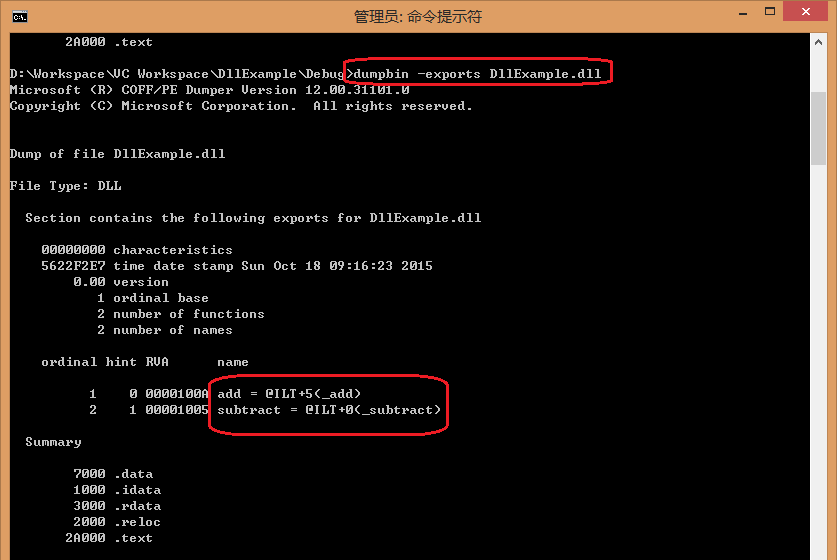 管理员: 命令提示符
2A000 .text
D:\Workspace\VC Workspace\DllExample\Debug>dumpbin -exports DllExample.dll
Microsoft (R) COFF/PE Dumper Version 12.00.31101.0
Copyright (C) Microsoft Corporation.  All rights reserved.
Dump of file DllExample.dll
File Type: DLL
Section contains the following exports for DllExample.dll
00000000 characteristics
5622F2E7 time date stamp Sun Oct 18 09:16:23 2015
0.00 version
1 ordinal base
2 number of functions
2 number of names
ordinal hint RVA      name
1    0 0000100A add = @ILT+5(_add)
2    1 00001005 subtract = @ILT+0(_subtract)
Summary
7000 .data
1000 .idata
3000 .rdata
2000 .reloc
2A000 .text